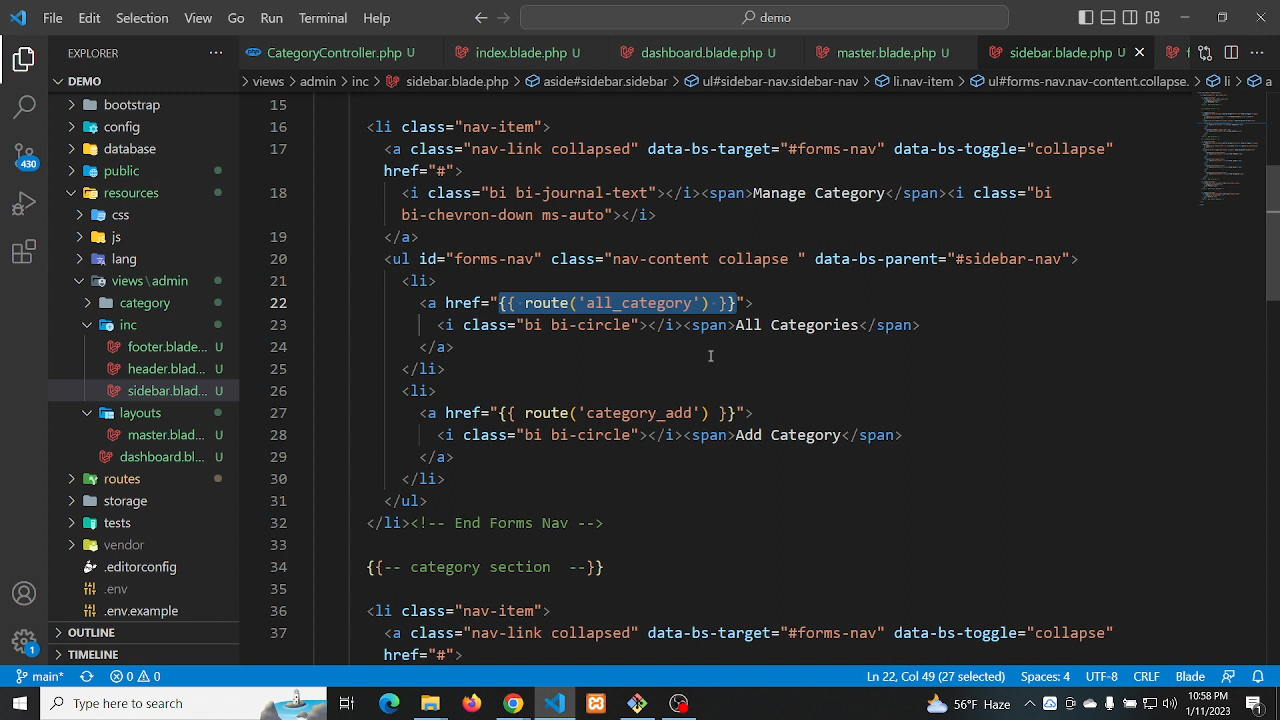 File Edit Selection View Go Run Terminal Help
demo
EXPLORER
CategoryController.php U
index.blade.php U
dashboard.blade.php U
master.blade.php U
sidebar.blade.php U
DEMO
views > admin > inc > sidebar.blade.php > aside#sidebar.sidebar > ul#sidebar-nav.sidebar-nav > li.nav-item > ul#forms-nav.nav-content.collapse. > li > a
bootstrap
config
database
public
resources
css
js
lang
views\admin
category
inc
footer.blade... U
header.blad... U
sidebar.blad... U
layouts
master.blad... U
dashboard.bl... U
routes
storage
tests
vendor
.editorconfig
.env
.env.example
OUTLINE
TIMELINE
430
1
15
16 <li class="nav-item">
17 <a class="nav-link collapsed" data-bs-target="#forms-nav" data-bs-toggle="collapse"
href="#">
18 <i class="bi bi-journal-text"></i><span>Manage Category</span><i class="bi
bi-chevron-down ms-auto"></i>
19 </a>
20 <ul id="forms-nav" class="nav-content collapse " data-bs-parent="#sidebar-nav">
21 <li>
22 <a href="{{ route('all_category') }}">
23 <i class="bi bi-circle"></i><span>All Categories</span>
24 </a>
25 </li>
26 <li>
27 <a href="{{ route('category_add') }}">
28 <i class="bi bi-circle"></i><span>Add Category</span>
29 </a>
30 </li>
31 </ul>
32 </li><!-- End Forms Nav -->
33
34 {{-- category section --}}
35
36 <li class="nav-item">
37 <a class="nav-link collapsed" data-bs-target="#forms-nav" data-bs-toggle="collapse"
href="#">
main* 0 0 Ln 22, Col 49 (27 selected) Spaces: 4 UTF-8 CRLF Blade
Type here to search
56°F Haze
10:58 PM
1/11/2023